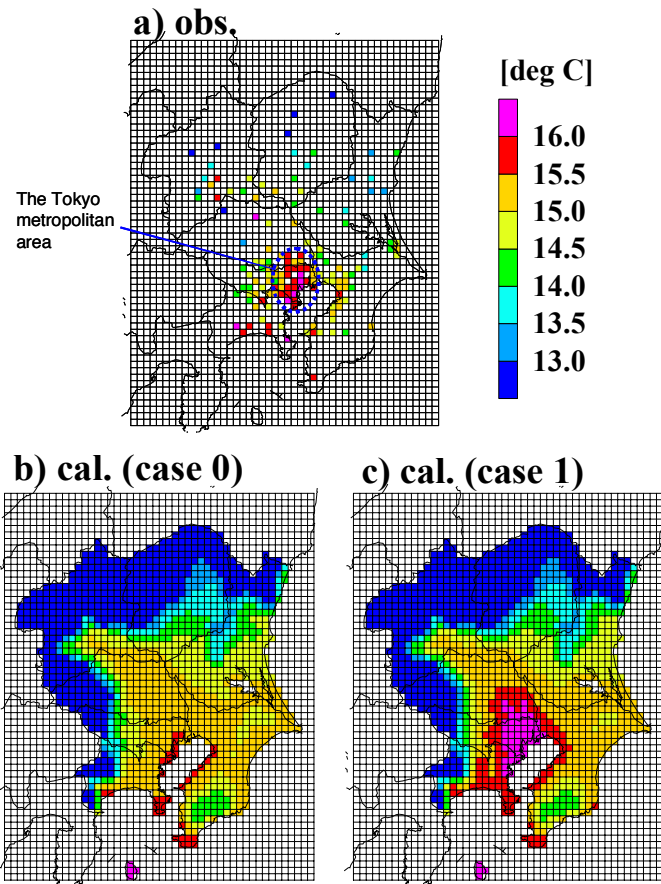 a) obs.
[deg C]
16.0
15.5
15.0
14.5
14.0
13.5
13.0
The Tokyo
metropolitan
area
b) cal. (case 0)
c) cal. (case 1)